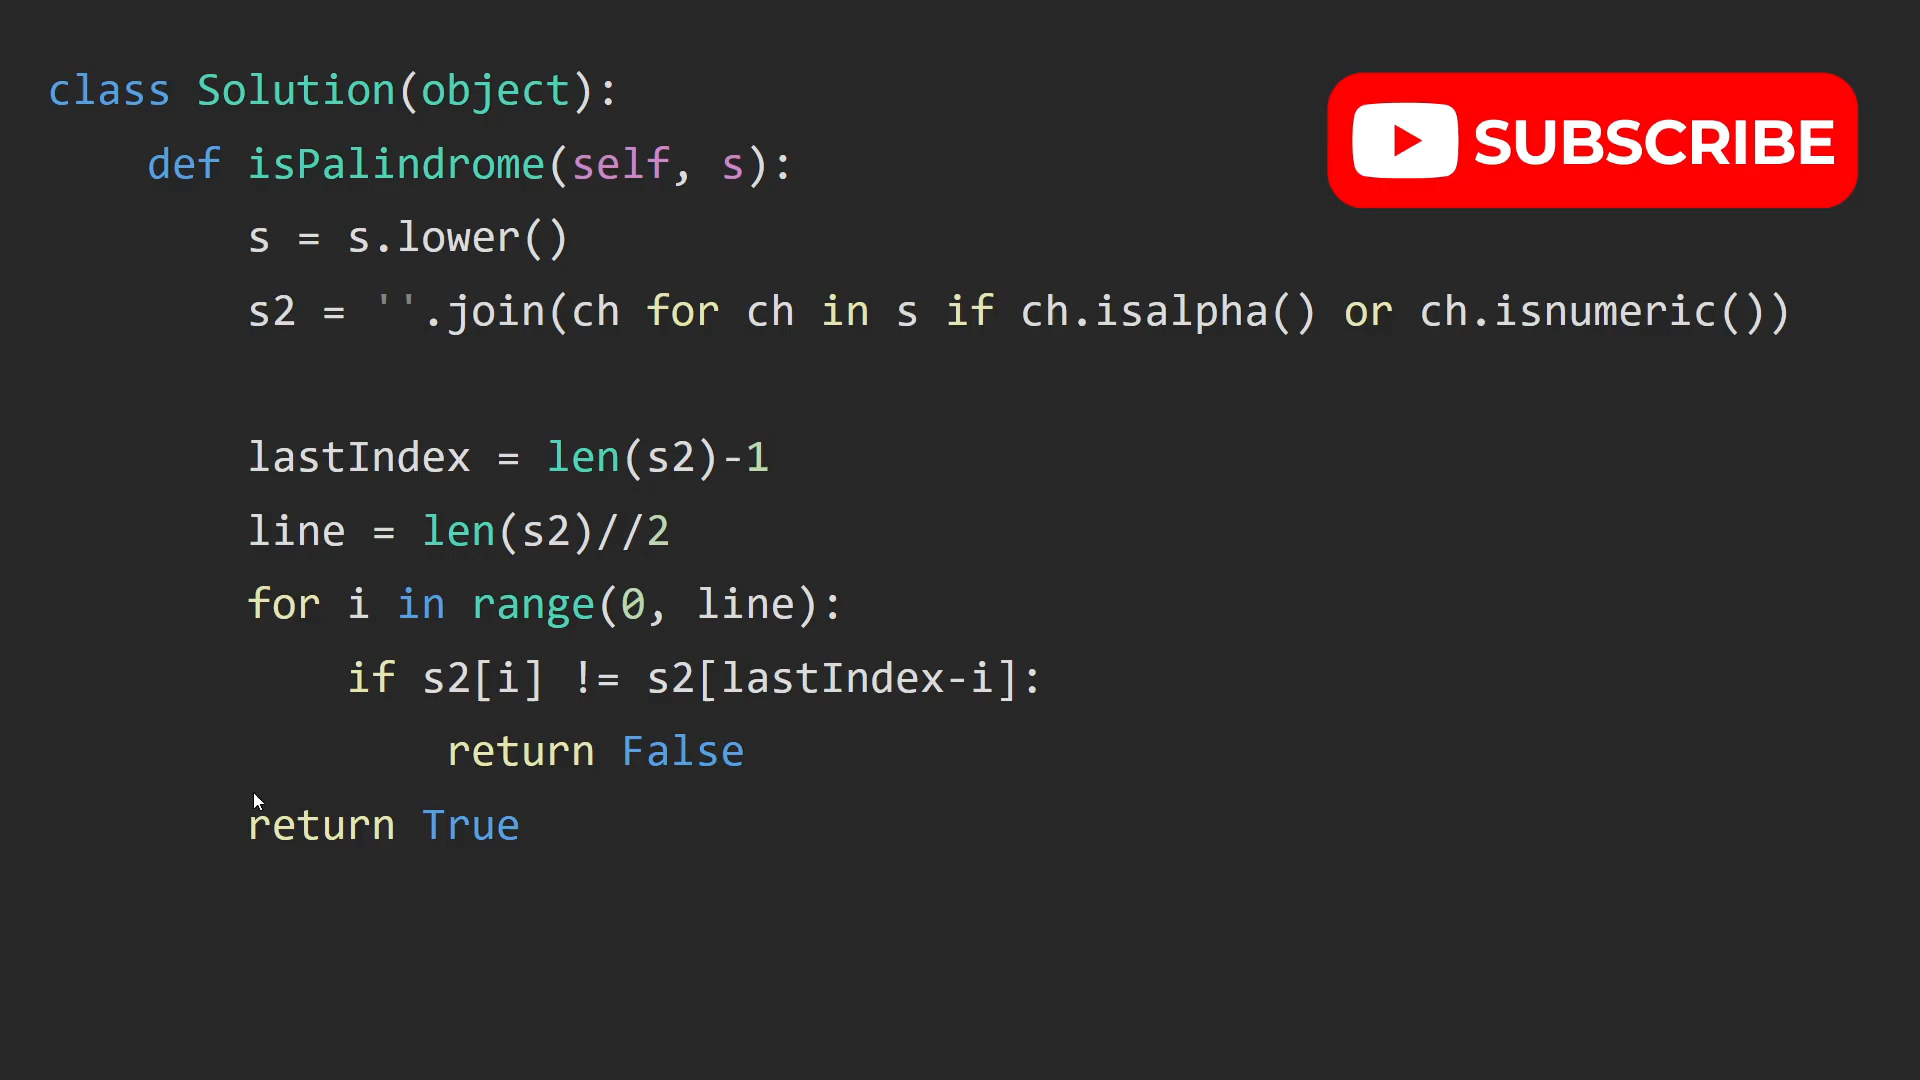 class Solution(object):
    def isPalindrome(self, s):
        s = s.lower()
        s2 = ''.join(ch for ch in s if ch.isalpha() or ch.isnumeric())

        lastIndex = len(s2)-1
        line = len(s2)//2
        for i in range(0, line):
            if s2[i] != s2[lastIndex-i]:
                return False
        return True
SUBSCRIBE